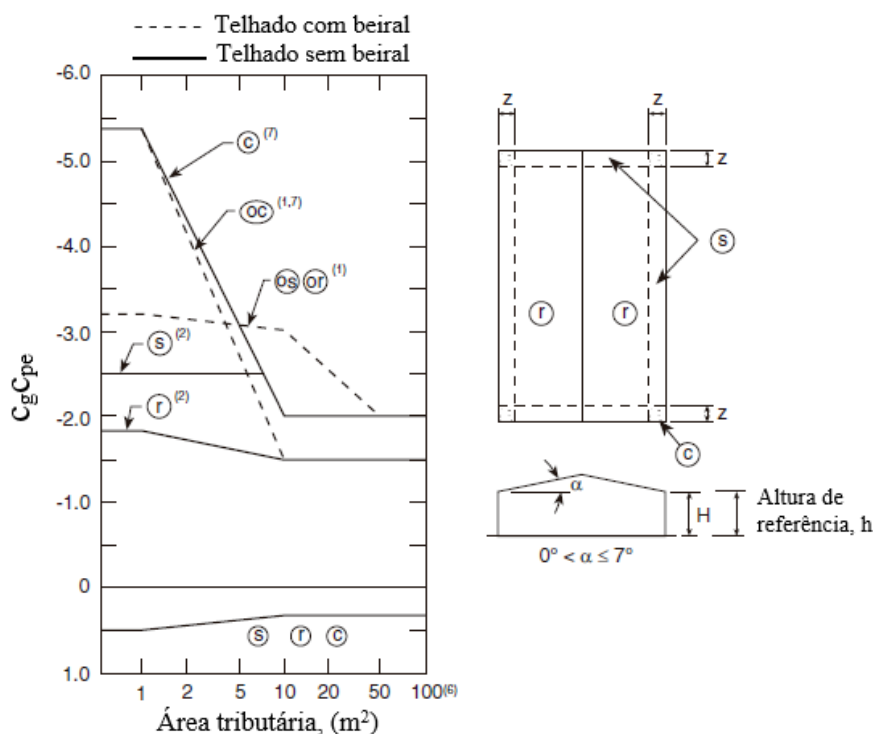 Telhado com beiral
Telhado sem beiral
-6.0
-5.0
-4.0
-3.0
-2.0
-1.0
0
1.0
CgCpe
c (7)
oc (1,7)
os or (1)
s (2)
r (2)
s r c
1 2 5 10 20 50 100(6)
Área tributária, (m²)
z z
z
s
r r
z
c
α
H
Altura de
referência, h
0° < α ≤ 7°